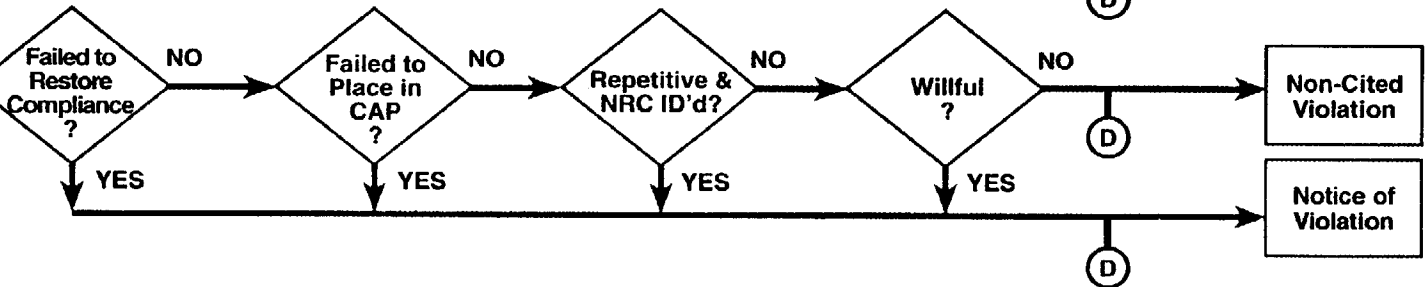 D
Failed to
Restore
Compliance
?
NO
Failed to
Place in
CAP
?
NO
Repetitive &
NRC ID'd?
NO
Willful
?
NO
D
Non-Cited
Violation
YES
YES
YES
YES
D
Notice of
Violation